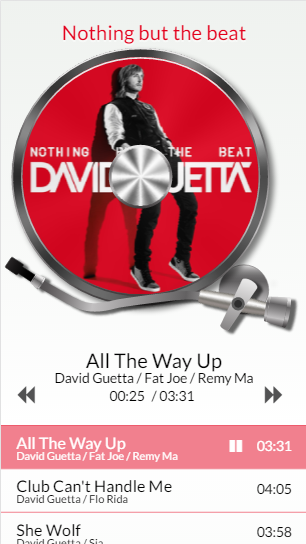 Nothing but the beat
NOTHING THE BEAT
DAVID GUETTA
All The Way Up
David Guetta / Fat Joe / Remy Ma
00:25 / 03:31
All The Way Up
David Guetta / Fat Joe / Remy Ma
03:31
Club Can't Handle Me
David Guetta / Flo Rida
04:05
She Wolf
David Guetta / Sia
03:58